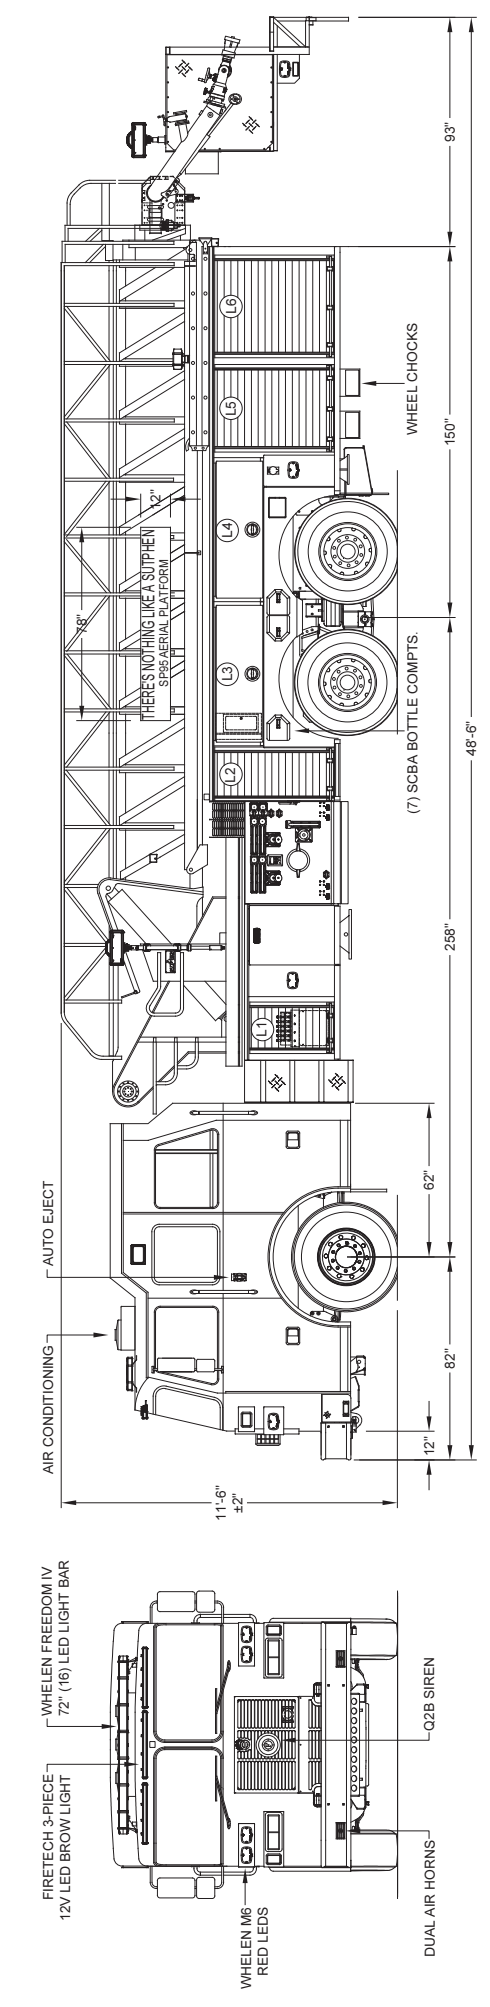 WHELEN FREEDOM IV
72" (16) LED LIGHT BAR
FIRETECH 3-PIECE
12V LED BROW LIGHT
WHELEN M6
RED LEDS
DUAL AIR HORNS
Q2B SIREN
AIR CONDITIONING
AUTO EJECT
11'-6"
±2"
THERE'S NOTHING LIKE A SUTPHEN
SP95 AERIAL PLATFORM
78"
12"
L1
L2
L3
L4
L5
L6
(7) SCBA BOTTLE COMPTS.
WHEEL CHOCKS
62"
12"
82"
258"
150"
93"
48'-6"